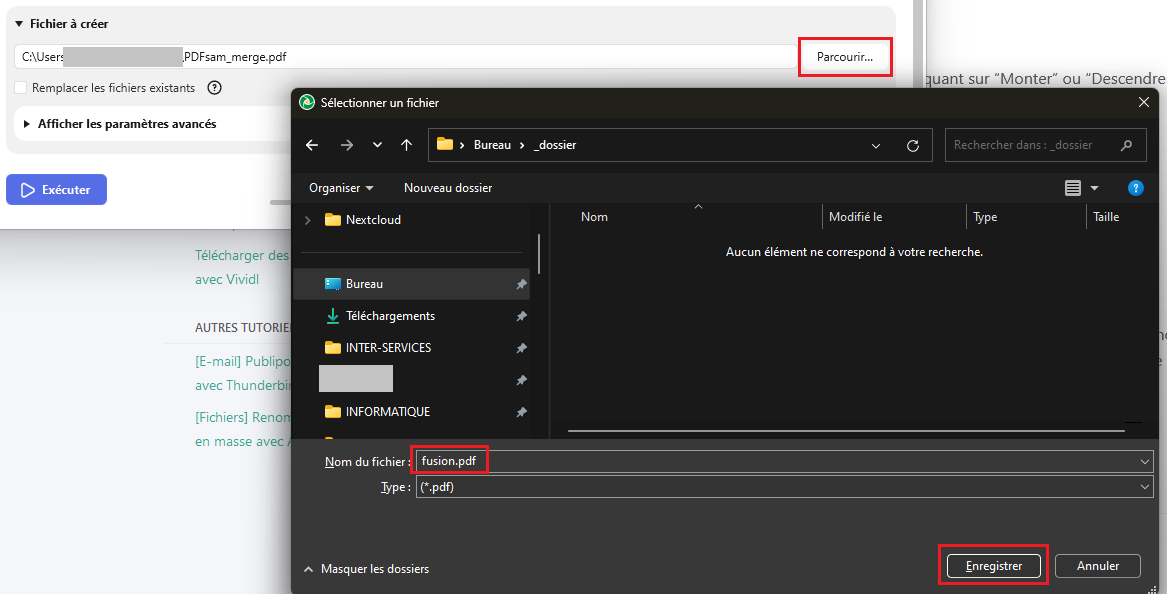 Fichier à créer
C:\Users
PDFsam_merge.pdf
Parcourir...
Remplacer les fichiers existants
?
Afficher les paramètres avancés
Exécuter
quant sur “Monter” ou “Descendre
Télécharger des
avec Vividl
AUTRES TUTORIE
[E-mail] Publipo
avec Thunderbi
[Fichiers] Renom
en masse avec
Sélectionner un fichier
Bureau
_dossier
Rechercher dans : _dossier
Organiser
Nouveau dossier
?
Nextcloud
Bureau
Téléchargements
INTER-SERVICES
INFORMATIQUE
Nom
Modifié le
Type
Taille
Aucun élément ne correspond à votre recherche.
Nom du fichier :
fusion.pdf
Type :
(*.pdf)
Masquer les dossiers
Enregistrer
Annuler